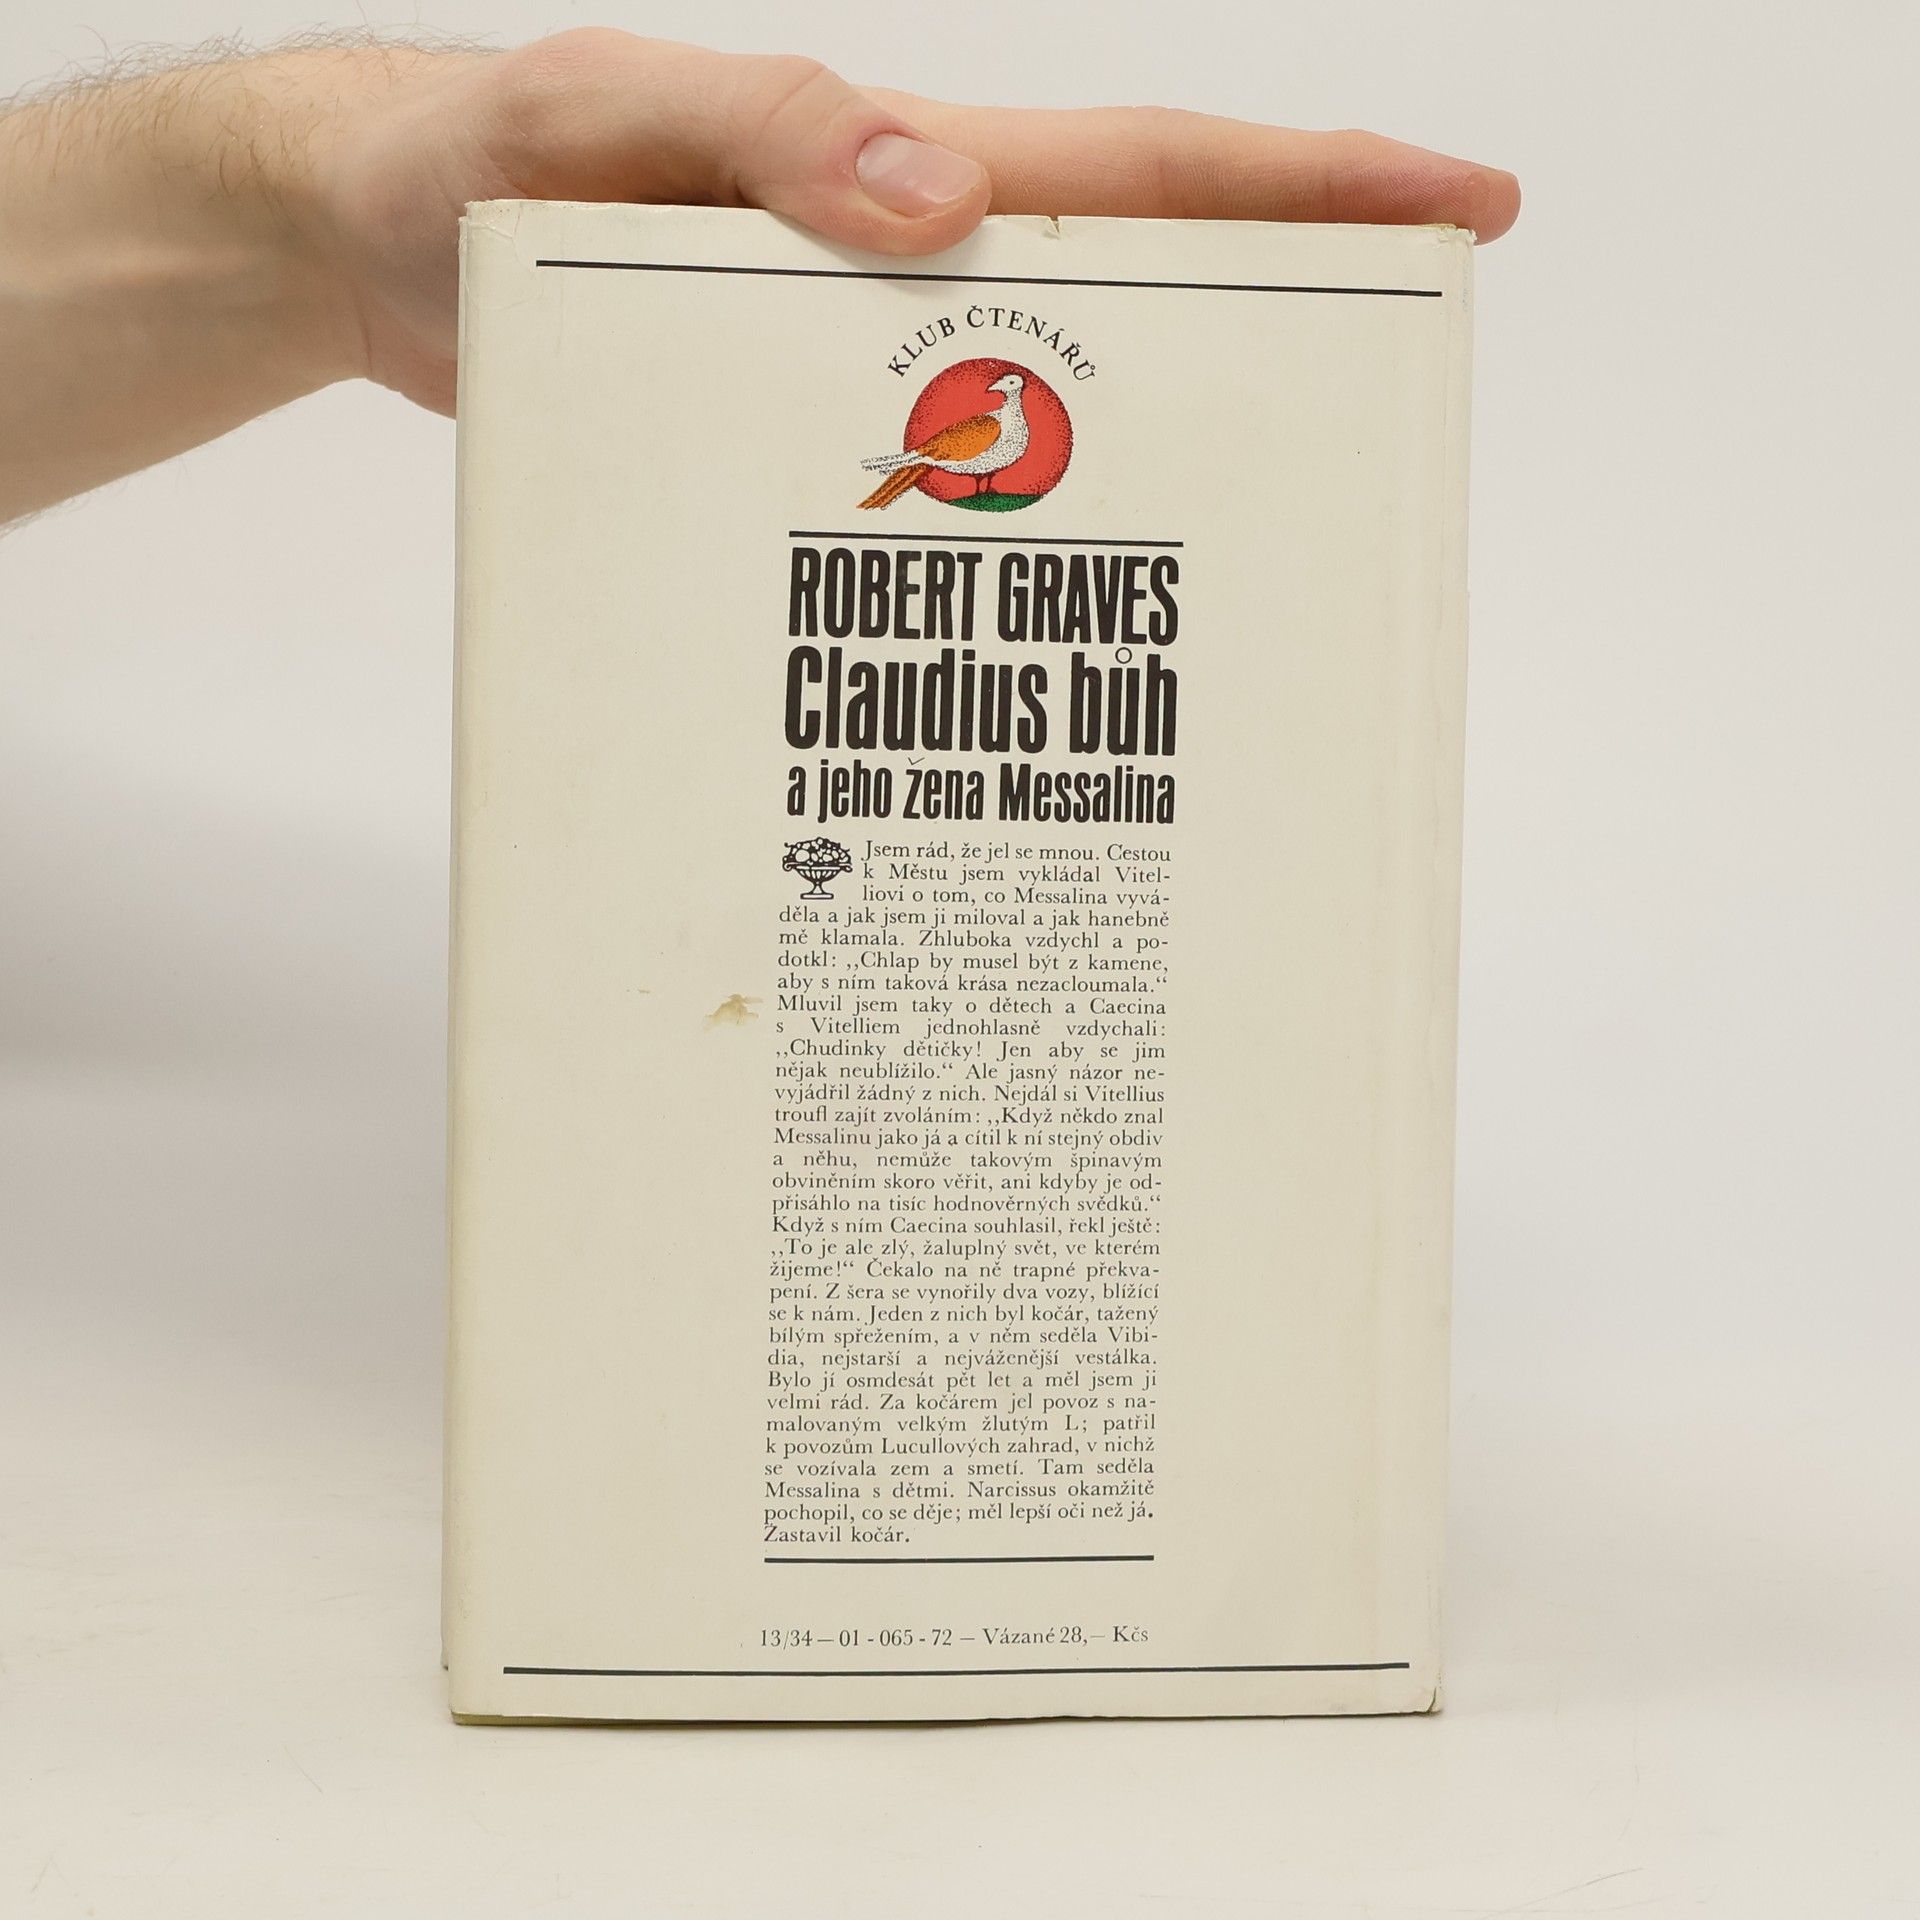 KLUB ČTENÁŘŮ
ROBERT GRAVES
Claudius bůh
a jeho žena Messalina
Jsem rád, že jel se mnou. Cestou
k Městu jsem vykládal Vitel-
liovi o tom, co Messalina vyvá-
děla a jak jsem ji miloval a jak hanebně
mě klamala. Zhluboka vzdychl a po-
dotkl: ,,Chlap by musel být z kamene,
aby s ním taková krása nezacloumala.“
Mluvil jsem taky o dětech a Caecina
s Vitelliem jednohlasně vzdychali:
,,Chudinky dětičky! Jen aby se jim
nějak neublížilo.“ Ale jasný názor ne-
vyjádřil žádný z nich. Nejdál si Vitellius
troufl zajít zvoláním: ,,Když někdo znal
Messalinu jako já a cítil k ní stejný obdiv
a něhu, nemůže takovým špinavým
obviněním skoro věřit, ani kdyby je od-
přisáhlo na tisíc hodnověrných svědků.“
Když s ním Caecina souhlasil, řekl ještě:
,,To je ale zlý, žaluplný svět, ve kterém
žijeme!“ Čekalo na ně trapné překva-
pení. Z šera se vynořily dva vozy, blížící
se k nám. Jeden z nich byl kočár, tažený
bílým spřežením, a v něm seděla Vibi-
dia, nejstarší a nejváženější vestálka.
Bylo jí osmdesát pět let a měl jsem ji
velmi rád. Za kočárem jel povoz s na-
malovaným velkým žlutým L; patřil
k povozům Lucullových zahrad, v nichž
se vozívala zem a smetí. Tam seděla
Messalina s dětmi. Narcissus okamžitě
pochopil, co se děje; měl lepší oči než já.
Zastavil kočár.
13/34 — 01 - 065 - 72 — Vázané 28,— Kčs